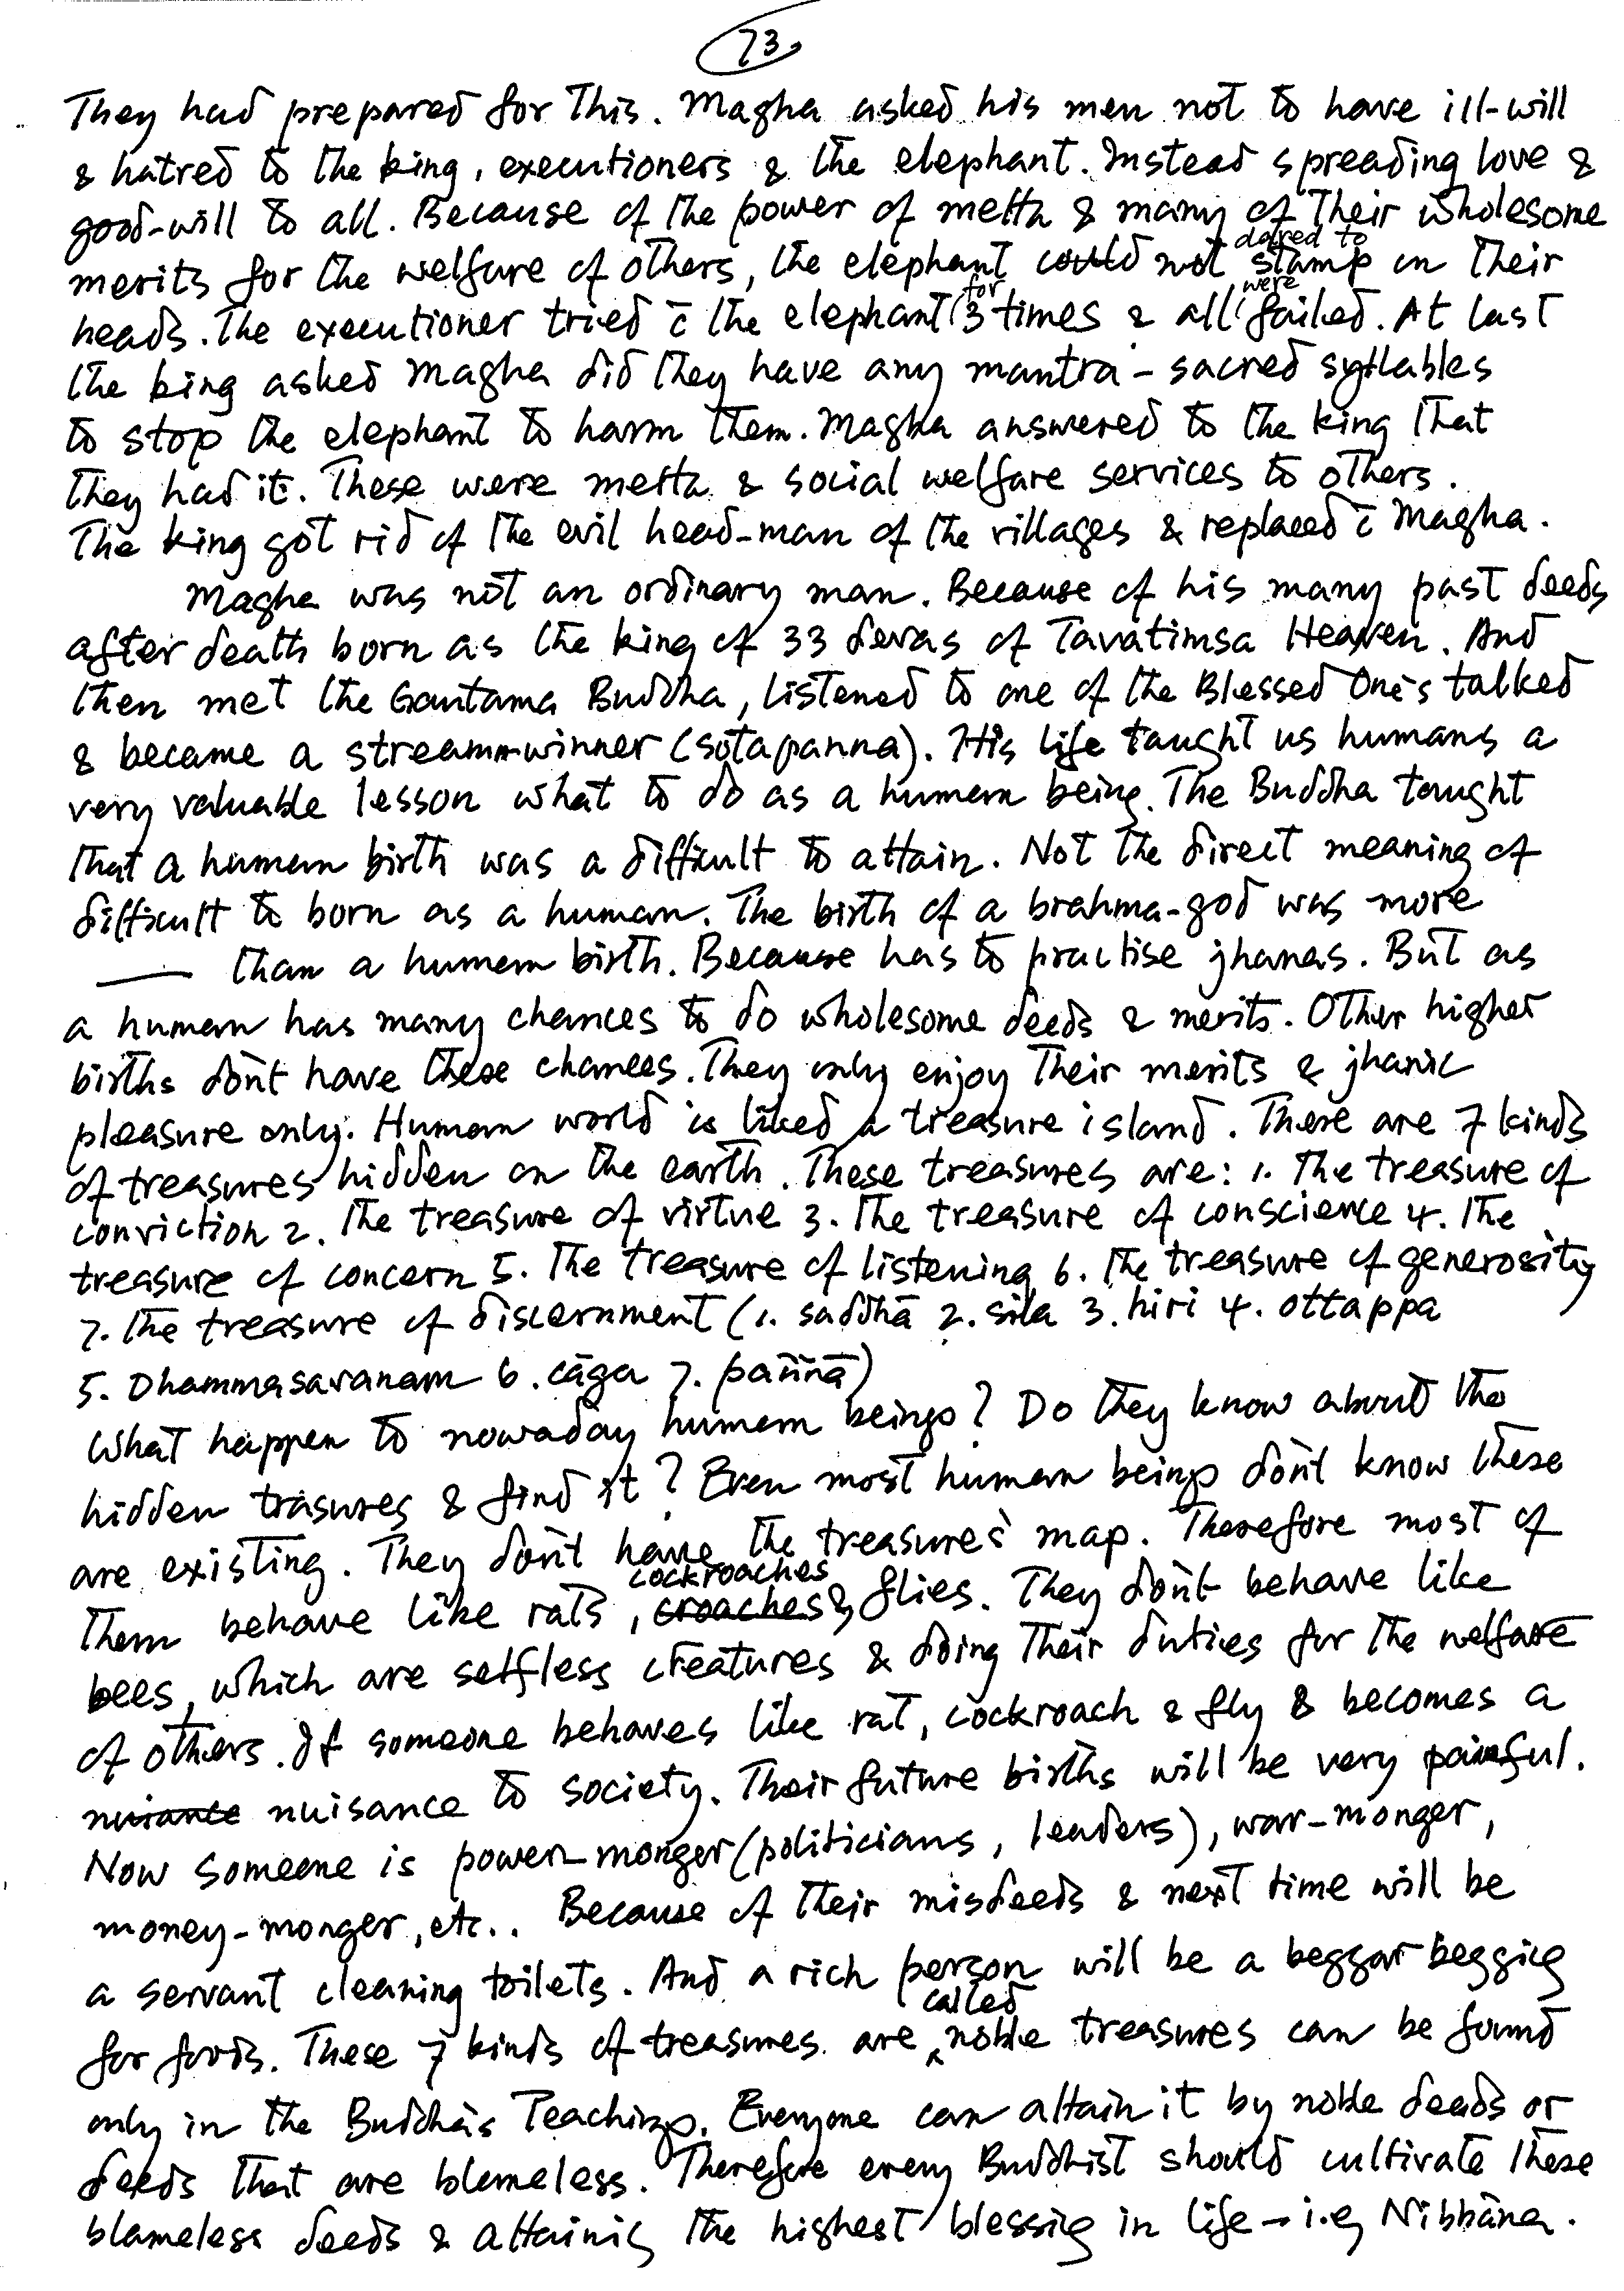 73.
They had prepared for this. Magha asked his men not to have ill-will
& hatred to the king, executioners & the elephant. Instead spreading love &
good-will to all. Because of the power of metta & many of their wholesome
merits for the welfare of others, the elephant could not dared to stamp on their
heads. The executioner tried c̄ the elephant for 3 times & all were failed. At last
the king asked Magha did they have any mantra – sacred syllables
to stop the elephant to harm them. Magha answered to the king that
they had it. These were metta & social welfare services to others.
The king got rid of the evil head-man of the villages & replaced c̄ Magha.
Magha was not an ordinary man. Because of his many past deeds
after death born as the king of 33 devas of Tavatimsa Heaven. And
then met the Gautama Buddha, listened to one of the Blessed One's talked
& became a stream-winner (sotapanna). His life taught us humans a
very valuable lesson what to do as a human being. The Buddha taught
that a human birth was a difficult to attain. Not the direct meaning of
difficult to born as a human. The birth of a brahma-god was more
—— than a human birth. Because has to practise jhanas. But as
a human has many chances to do wholesome deeds & merits. Other higher
births don't have these chances. They only enjoy their merits & jhanic
pleasure only. Human world is liked a treasure island. There are 7 kinds
of treasures hidden on the earth. These treasures are: 1. The treasure of
conviction 2. The treasure of virtue 3. The treasure of conscience 4. The
treasure of concern 5. The treasure of listening 6. The treasure of generosity
7. The treasure of discernment (1. saddhā 2. sila 3. hiri 4. ottappa
5. Dhammasavanam 6. cāga 7. paññā)
What happen to nowaday human beings? Do they know about the
hidden trasures & find it? Even most human beings don't know these
are existing. They don't have the treasures' map. Therefore most of
them behave like rats, croaches cockroaches & flies. They don't behave like
bees, which are selfless creatures & doing their duties for the welfare
of others. If someone behaves like rat, cockroach & fly & becomes a
nuiance nuisance to society. Their future births will be very painful.
Now someone is power-monger (politicians, leaders), war-monger,
money-monger, etc.. Because of their misdeeds & next time will be
a servant cleaning toilets. And a rich person will be a beggar begging
for foods. These 7 kinds of treasures are called noble treasures can be found
only in the Buddha's Teachings. Everyone can attain it by noble deeds or
deeds that are blameless. Therefore every Buddhist should cultivate these
blameless deeds & attaining the highest blessing in life – i.e, Nibbāna.